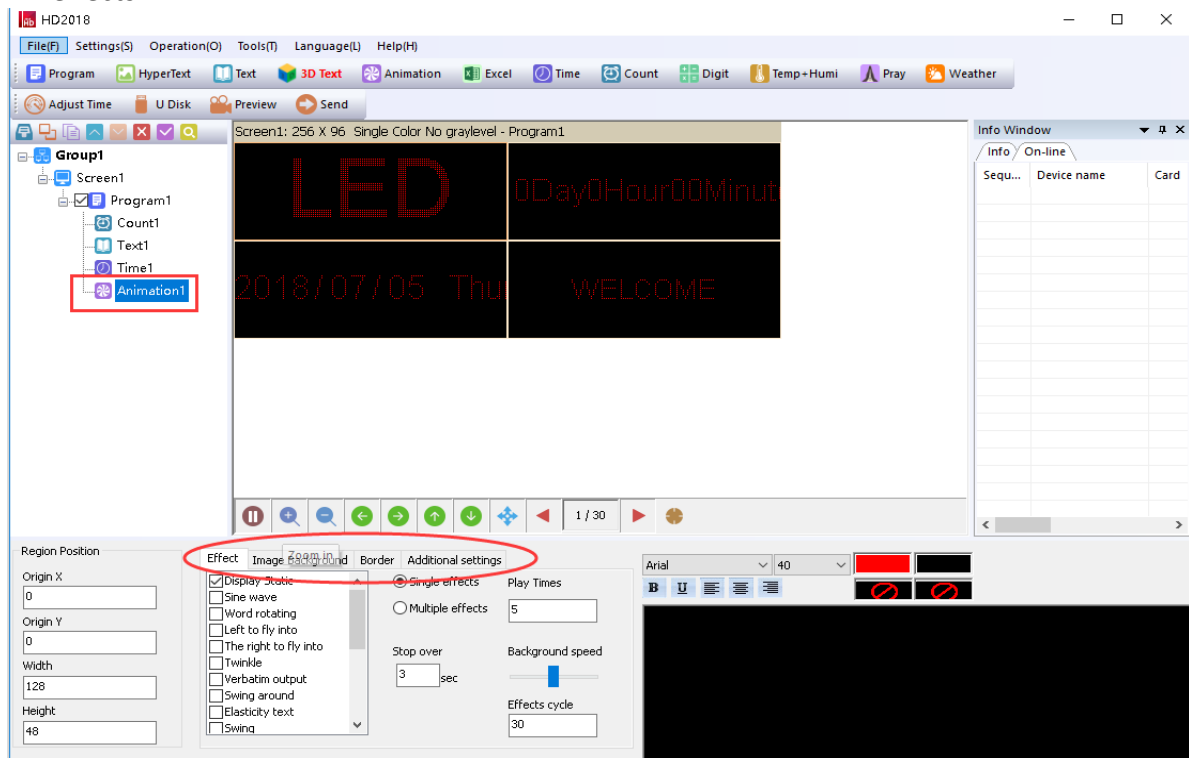 HD2018
File(F) Settings(S) Operation(O) Tools(T) Language(L) Help(H)
Program HyperText Text 3D Text Animation Excel Time Count Digit Temp+Humi Pray Weather
Adjust Time U Disk Preview Send
Group1
Screen1
Program1
Count1
Text1
Time1
Animation1
Screen1: 256 X 96 Single Color No graylevel - Program1
LED
0Day0Hour00Minut
2018/07/05 Thu
WELCOME
1 / 30
Info Window
Info On-line
Sequ... Device name Card
Region Position
Origin X
0
Origin Y
0
Width
128
Height
48
Effect Image Background Border Additional settings
Zoom in
Display Static
Sine wave
Word rotating
Left to fly into
The right to fly into
Twinkle
Verbatim output
Swing around
Elasticity text
Swing
Single effects
Multiple effects
Stop over
3 sec
Play Times
5
Background speed
Effects cycle
30
Arial 40
B U